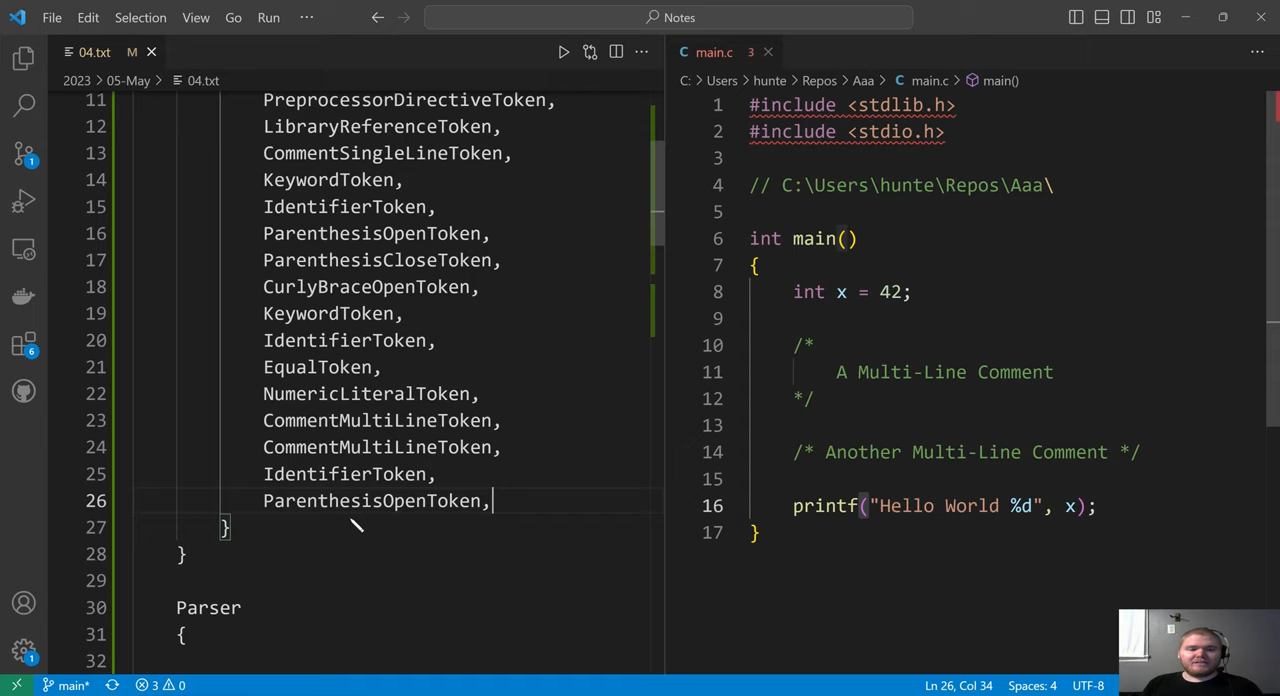 File Edit Selection View Go Run ··· Notes
04.txt M
2023 > 05-May > 04.txt
11 PreprocessorDirectiveToken,
12 LibraryReferenceToken,
13 CommentSingleLineToken,
14 KeywordToken,
15 IdentifierToken,
16 ParenthesisOpenToken,
17 ParenthesisCloseToken,
18 CurlyBraceOpenToken,
19 KeywordToken,
20 IdentifierToken,
21 EqualToken,
22 NumericLiteralToken,
23 CommentMultiLineToken,
24 CommentMultiLineToken,
25 IdentifierToken,
26 ParenthesisOpenToken,
27 }
28 }
29
30 Parser
31 {
32
C main.c 3
C: > Users > hunte > Repos > Aaa > C main.c > main()
1 #include <stdlib.h>
2 #include <stdio.h>
3
4 // C:\Users\hunte\Repos\Aaa\
5
6 int main()
7 {
8 int x = 42;
9
10 /*
11 A Multi-Line Comment
12 */
13
14 /* Another Multi-Line Comment */
15
16 printf("Hello World %d", x);
17 }
1
6
1
main* 3 0 Ln 26, Col 34 Spaces: 4 UTF-8